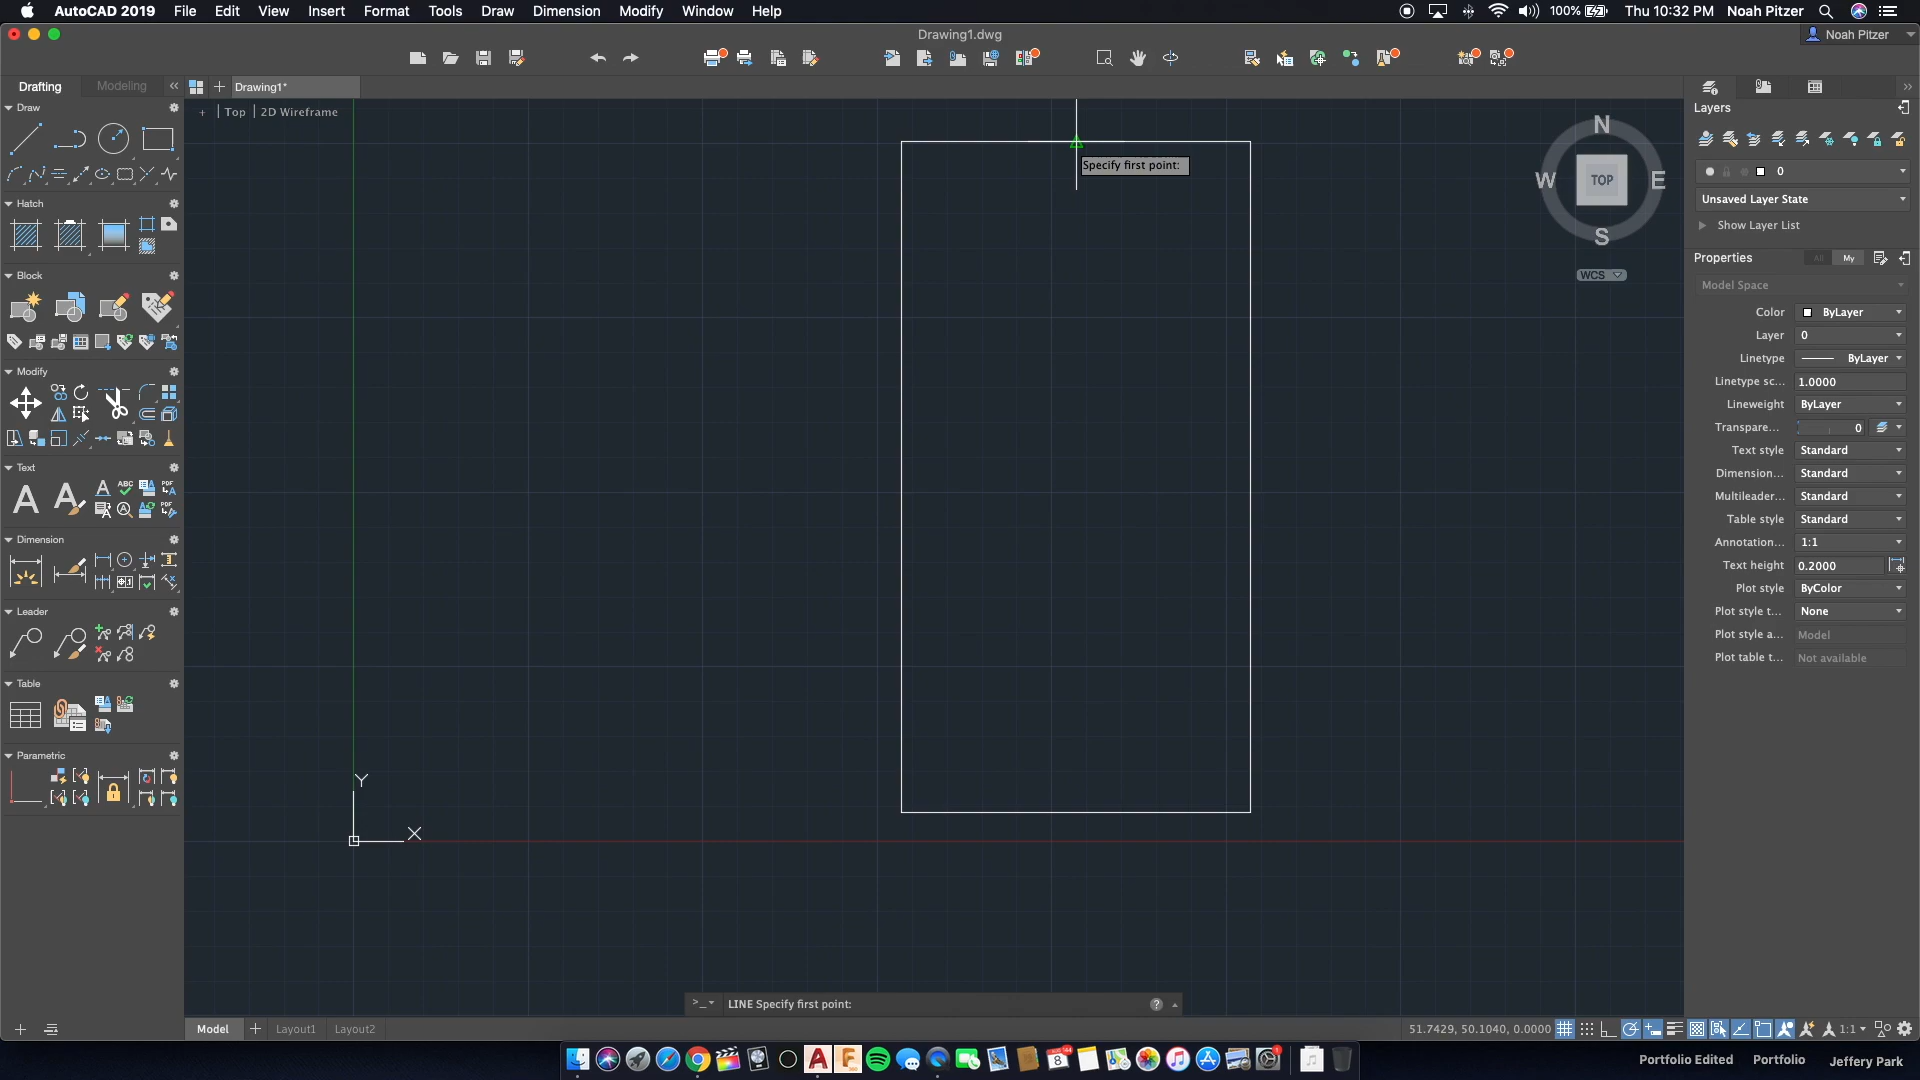 AutoCAD 2019 File Edit View Insert Format Tools Draw Dimension Modify Window Help 100% Thu 10:32 PM Noah Pitzer
Drawing1.dwg
Noah Pitzer
Drafting Modeling « Drawing1* »
Draw
+ | Top | 2D Wireframe
Layers
N
W TOP E
S
WCS
Specify first point:
0
Unsaved Layer State
Show Layer List
Hatch
Block
Modify
Text
ABC PDF
A
PDF
Dimension
Leader
Table
Parametric
Properties All My
Model Space
Color ByLayer
Layer 0
Linetype ByLayer
Linetype sc... 1.0000
Lineweight ByLayer
Transpare... 0
Text style Standard
Dimension... Standard
Multileader... Standard
Table style Standard
Annotation... 1:1
Text height 0.2000
Plot style ByColor
Plot style t... None
Plot style a... Model
Plot table t... Not available
Y
X
>_ LINE Specify first point: ?
Model + Layout1 Layout2
51.7429, 50.1040, 0.0000 1:1
Portfolio Edited Portfolio Jeffery Park